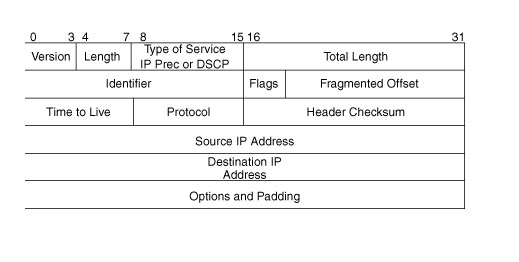 0 3 4 7 8 15 16 31
Version Length Type of Service Total Length
IP Prec or DSCP
Identifier Flags Fragmented Offset
Time to Live Protocol Header Checksum
Source IP Address
Destination IP
Address
Options and Padding